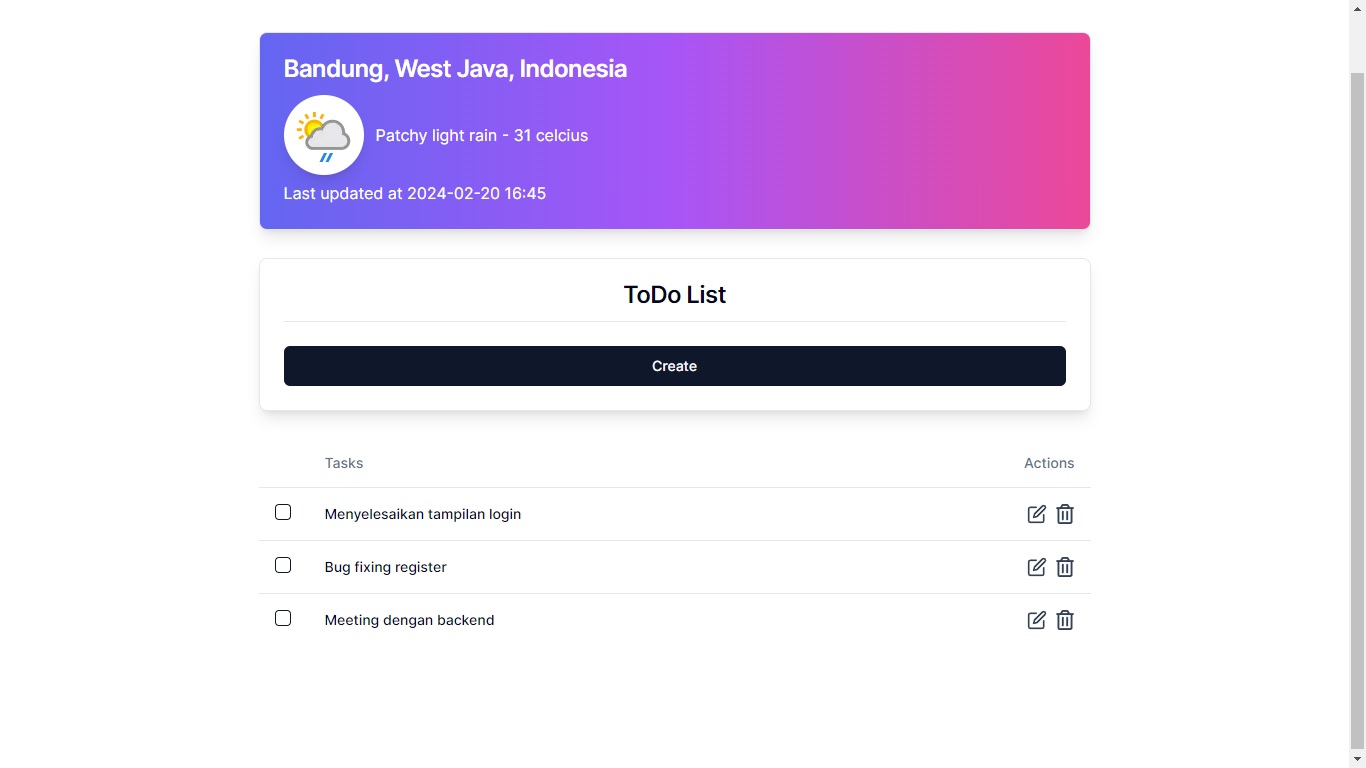 Bandung, West Java, Indonesia
Patchy light rain - 31 celcius
Last updated at 2024-02-20 16:45
ToDo List
Create
Tasks Actions
Menyelesaikan tampilan login
Bug fixing register
Meeting dengan backend